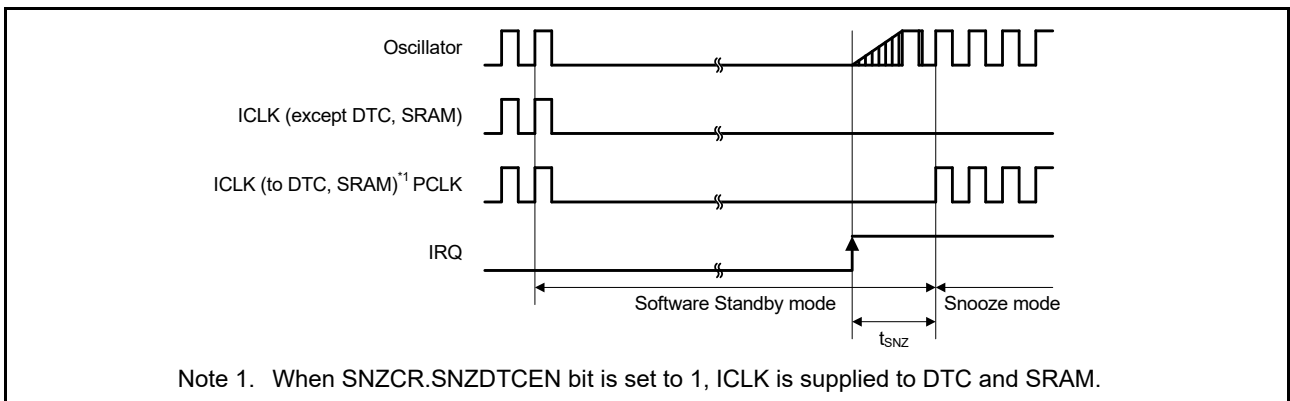 Oscillator
ICLK (except DTC, SRAM)
ICLK (to DTC, SRAM)*1 PCLK
IRQ
Software Standby mode
Snooze mode
tSNZ
Note 1. When SNZCR.SNZDTCEN bit is set to 1, ICLK is supplied to DTC and SRAM.